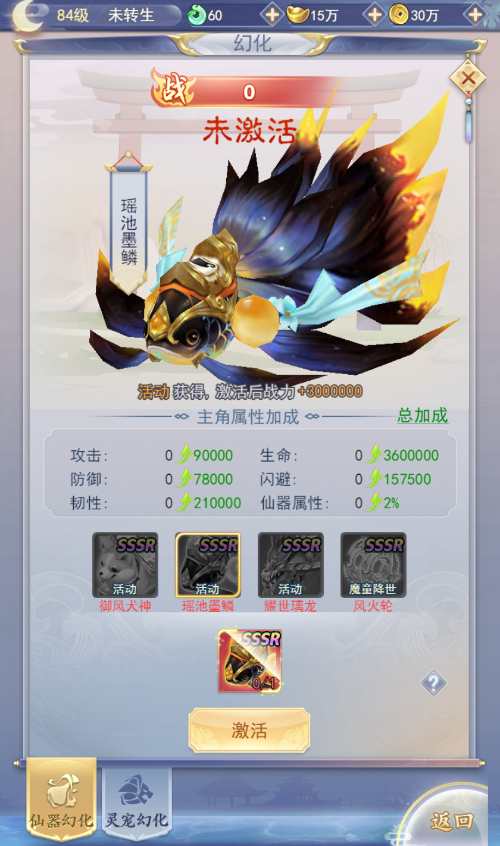 84级 未转生 60 15万 30万
幻化
战 0
未激活
瑶池墨鳞
活动 获得, 激活后战力 +3000000
主角属性加成 总加成
攻击: 0 90000 生命: 0 3600000
防御: 0 78000 闪避: 0 157500
韧性: 0 210000 仙器属性: 0 2%
SSSR SSSR SSSR SSSR
活动 活动 活动 魔童降世
御风犬神 瑶池墨鳞 耀世璃龙 风火轮
SSSR
0/1
?
激活
仙器幻化 灵宠幻化 返回